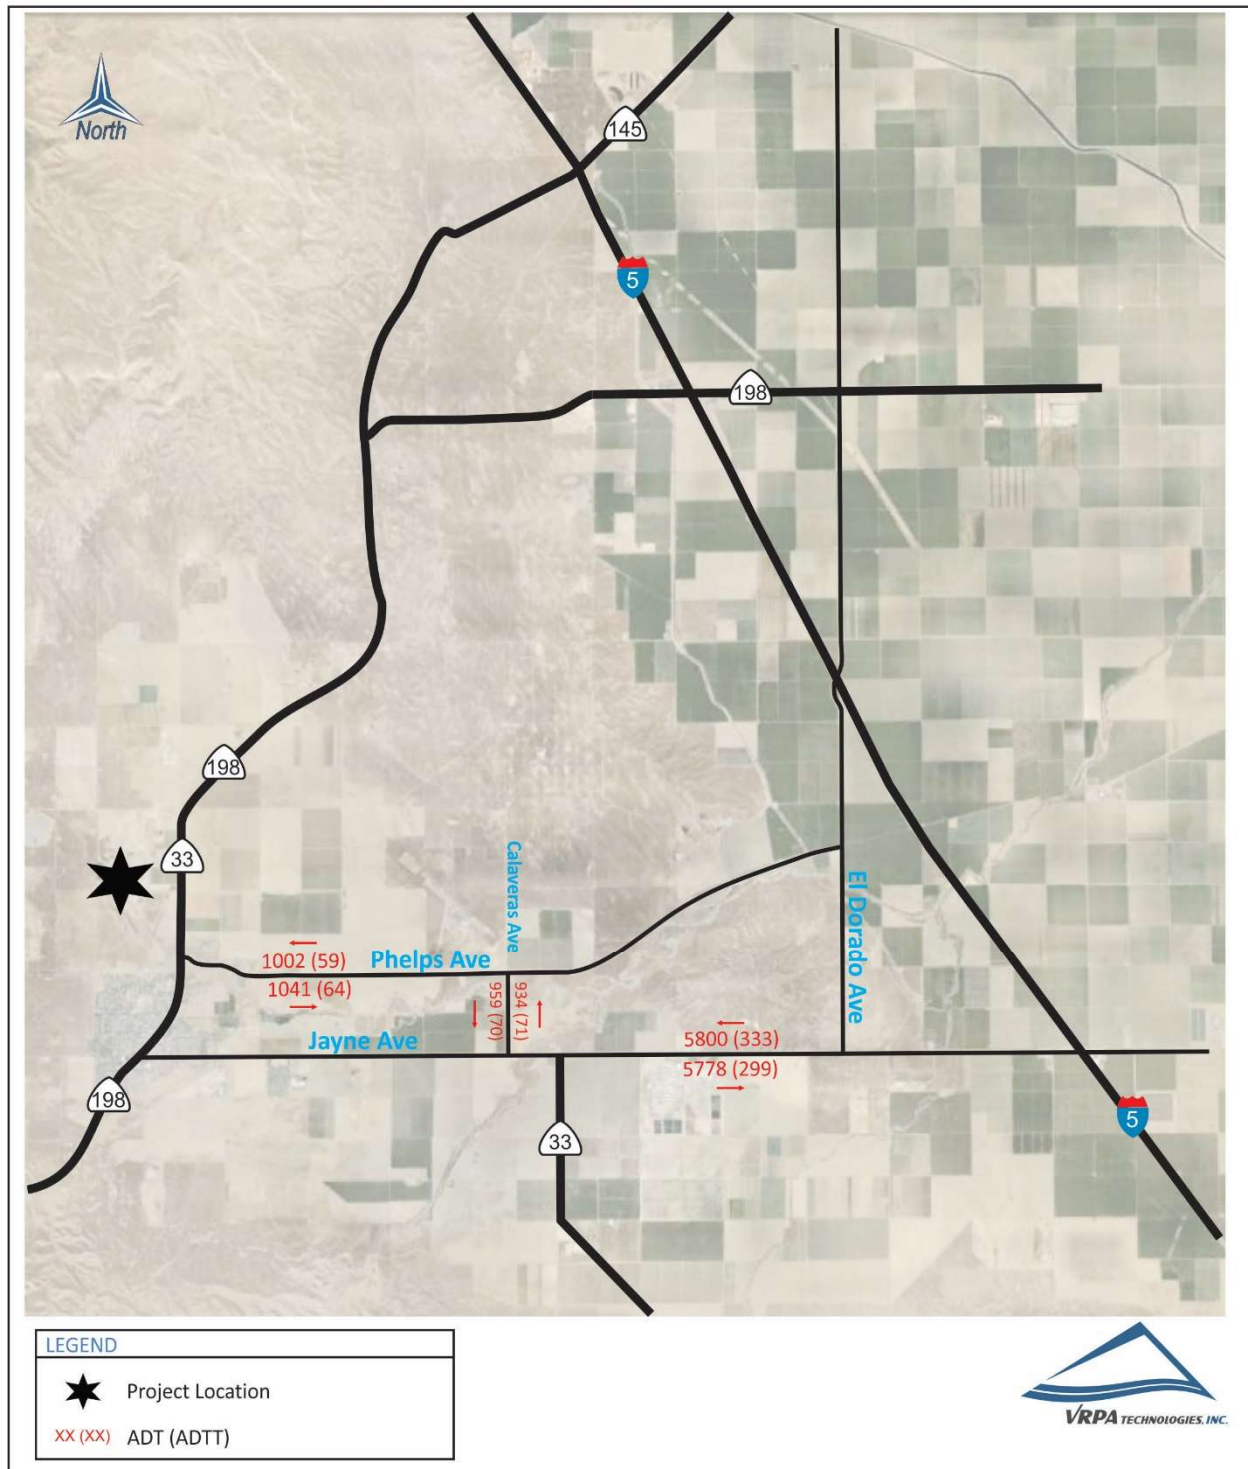 North
145
5
198
198
33
Calaveras Ave
El Dorado Ave
1002 (59)
Phelps Ave
1041 (64)
959 (70)
934 (71)
Jayne Ave
5800 (333)
5778 (299)
198
33
5
LEGEND
Project Location
XX (XX) ADT (ADTT)
VRPA TECHNOLOGIES, INC.